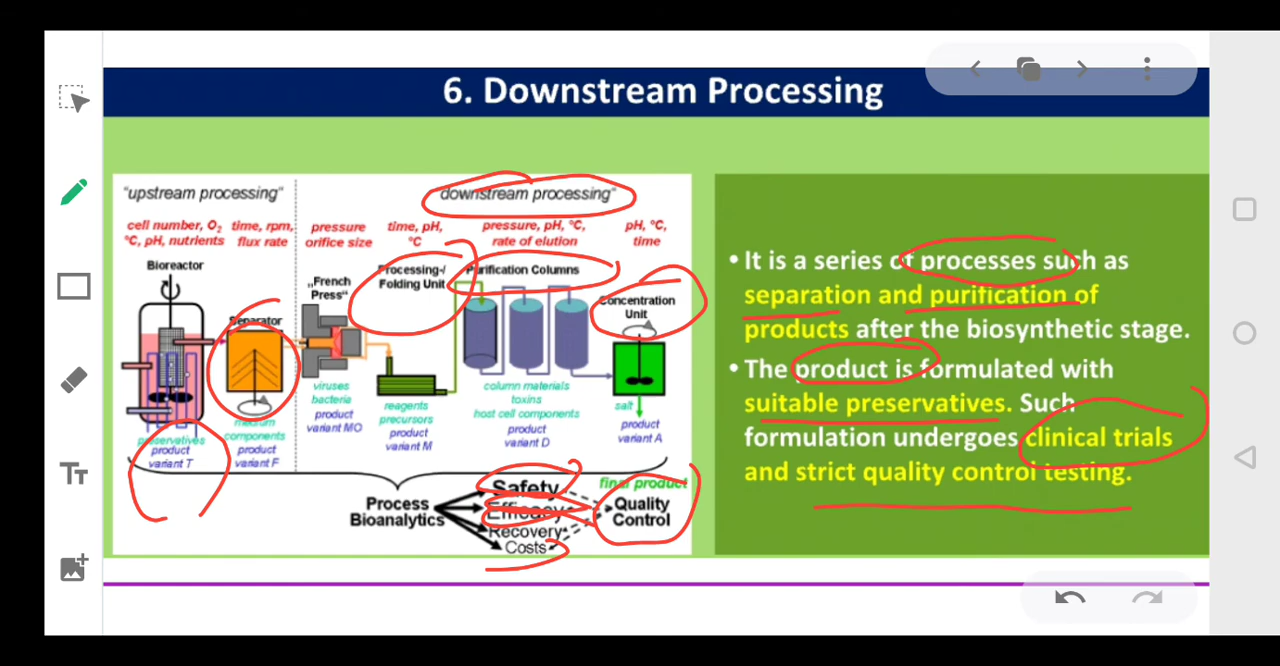 6. Downstream Processing
"upstream processing"
downstream processing"
cell number, O₂
°C, pH, nutrients
time, rpm,
flux rate
pressure
orifice size
time, pH,
°C
pressure, pH, °C,
rate of elution
pH, °C,
time
Bioreactor
Separator
„French
Press"
Processing-/
Folding Unit
Purification Columns
Concentration
Unit
preservatives
product
variant T
medium
components
product
variant F
viruses
bacteria
product
variant MO
reagents
precursors
product
variant M
column materials
toxins
host cell components
product
variant D
salt
product
variant A
Process
Bioanalytics
Safety
Efficacy
Recovery
Costs
final product
Quality
Control
• It is a series of processes such as
separation and purification of
products after the biosynthetic stage.
• The product is formulated with
suitable preservatives. Such
formulation undergoes clinical trials
and strict quality control testing.
TT